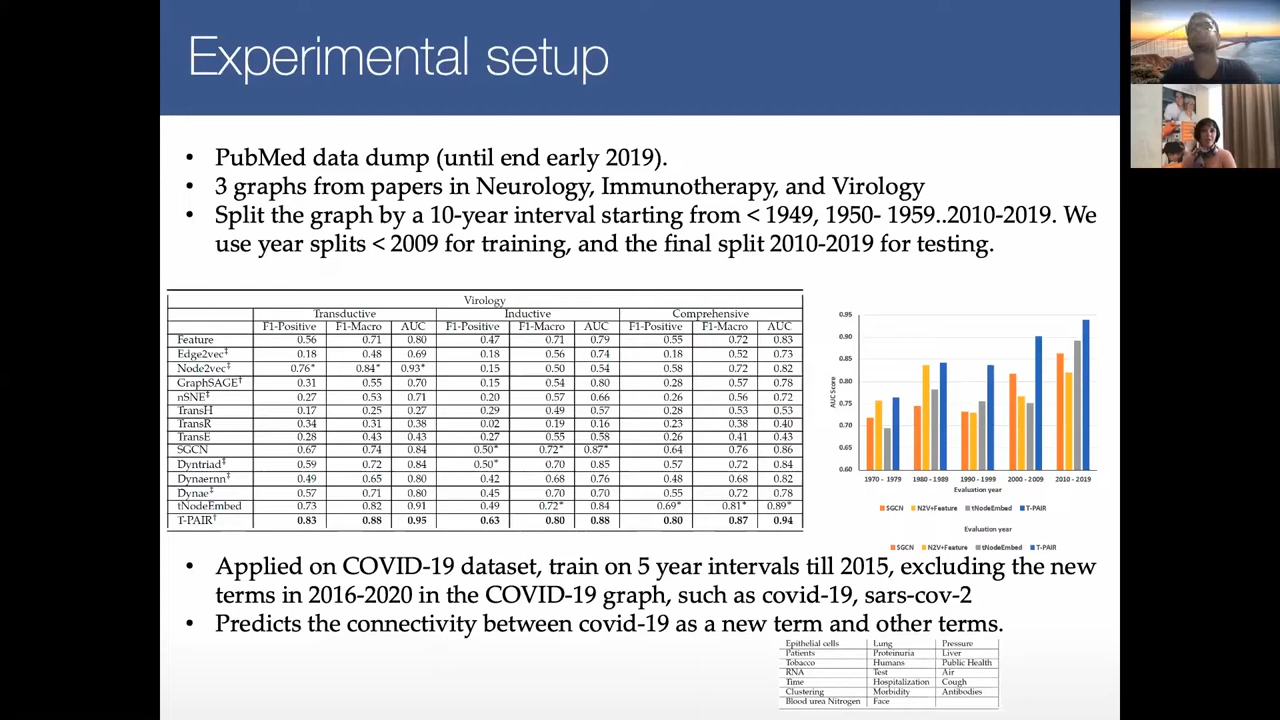 Experimental setup
• PubMed data dump (until end early 2019).
• 3 graphs from papers in Neurology, Immunotherapy, and Virology
• Split the graph by a 10-year interval starting from < 1949, 1950- 1959..2010-2019. We
use year splits < 2009 for training, and the final split 2010-2019 for testing.
Virology
Transductive Inductive Comprehensive
F1-Positive F1-Macro AUC F1-Positive F1-Macro AUC F1-Positive F1-Macro AUC
Feature 0.56 0.71 0.80 0.47 0.71 0.79 0.55 0.72 0.83
Edge2vec‡ 0.18 0.48 0.69 0.18 0.56 0.74 0.18 0.52 0.73
Node2vec‡ 0.76* 0.84* 0.93* 0.15 0.50 0.54 0.58 0.72 0.82
GraphSAGE† 0.31 0.55 0.70 0.15 0.54 0.80 0.28 0.57 0.78
nSNE‡ 0.27 0.53 0.71 0.20 0.57 0.66 0.26 0.56 0.72
TransH 0.17 0.25 0.27 0.29 0.49 0.57 0.28 0.53 0.53
TransR 0.34 0.31 0.38 0.02 0.19 0.16 0.23 0.38 0.40
TransE 0.28 0.43 0.43 0.27 0.55 0.58 0.26 0.41 0.43
SGCN 0.67 0.74 0.84 0.50* 0.72* 0.87* 0.64 0.76 0.86
Dyntriad‡ 0.59 0.72 0.84 0.50* 0.70 0.85 0.57 0.72 0.84
Dynaernn‡ 0.49 0.65 0.80 0.42 0.68 0.76 0.48 0.68 0.82
Dynae‡ 0.57 0.71 0.80 0.45 0.70 0.70 0.55 0.72 0.78
tNodeEmbed 0.73 0.82 0.91 0.49 0.72* 0.84 0.69* 0.81* 0.89*
T-PAIR† 0.83 0.88 0.95 0.63 0.80 0.88 0.80 0.87 0.94
0.95
0.90
0.85
0.80
0.75
0.70
0.65
0.60
AUC Score
1970 - 1979 1980 - 1989 1990 - 1999 2000 - 2009 2010 - 2019
Evaluation year
SGCN N2V+Feature tNodeEmbed T-PAIR
Evaluation year
SGCN N2V+Feature tNodeEmbed T-PAIR
• Applied on COVID-19 dataset, train on 5 year intervals till 2015, excluding the new
terms in 2016-2020 in the COVID-19 graph, such as covid-19, sars-cov-2
• Predicts the connectivity between covid-19 as a new term and other terms.
Epithelial cells Lung Pressure
Patients Proteinuria Liver
Tobacco Humans Public Health
RNA Test Air
Time Hospitalization Cough
Clustering Morbidity Antibodies
Blood urea Nitrogen Face